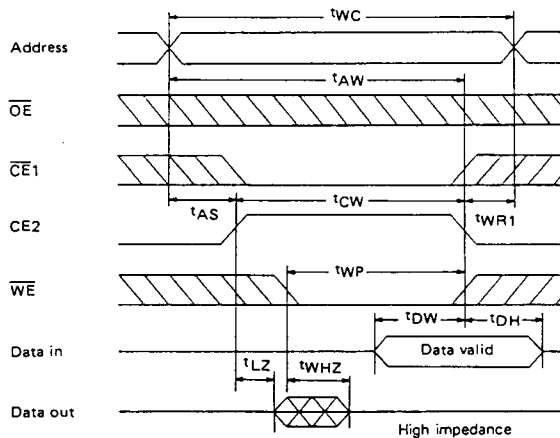 tWC
Address
tAW
OE
CE1
tAS
tCW
tWR1
CE2
tWP
WE
tDW
tDH
Data in
Data valid
tLZ
tWHZ
Data out
High impedance